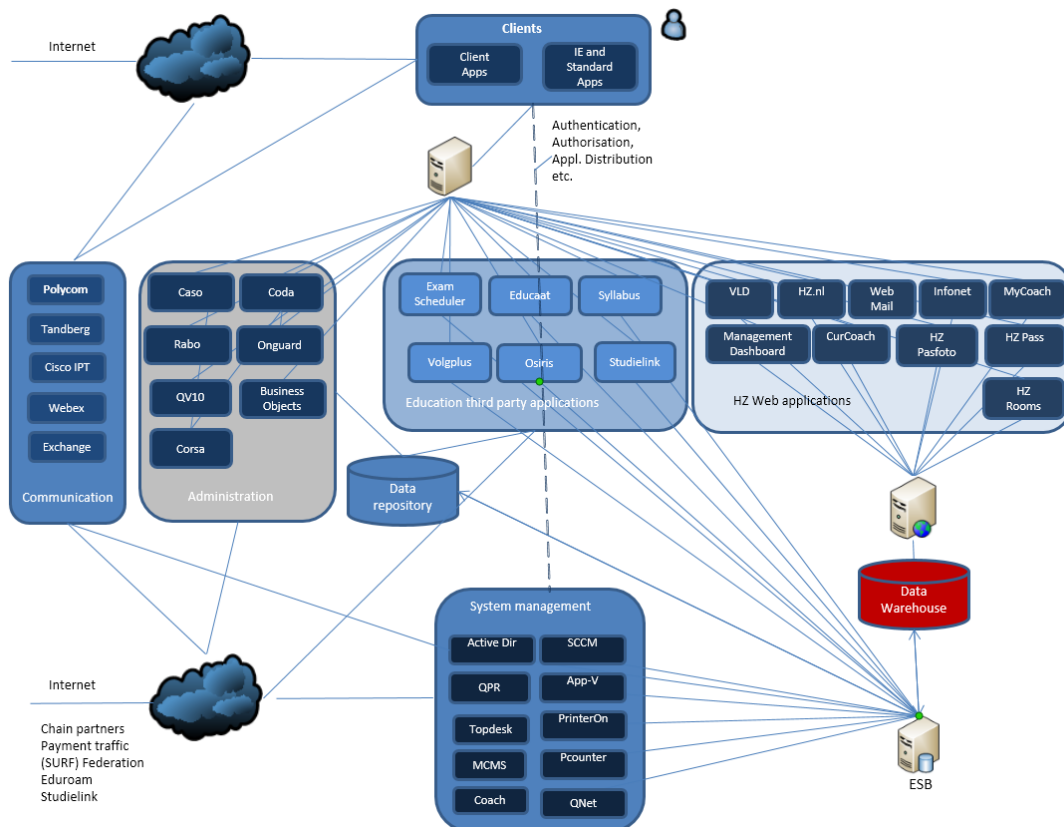 Internet
Clients
Client
Apps
IE and
Standard
Apps
Authentication,
Authorisation,
Appl. Distribution
etc.
Polycom
Tandberg
Cisco IPT
Webex
Exchange
Communication
Caso
Coda
Rabo
Onguard
QV10
Business
Objects
Corsa
Administration
Exam
Scheduler
Educaat
Syllabus
Volgplus
Osiris
Studielink
Education third party applications
VLD
HZ.nl
Web
Mail
Infonet
MyCoach
Management
Dashboard
CurCoach
HZ
Pasfoto
HZ Pass
HZ
Rooms
HZ Web applications
Data
repository
Data
Warehouse
System management
Active Dir
SCCM
QPR
App-V
Topdesk
PrinterOn
MCMS
Pcounter
Coach
QNet
ESB
Internet
Chain partners
Payment traffic
(SURF) Federation
Eduroam
Studielink